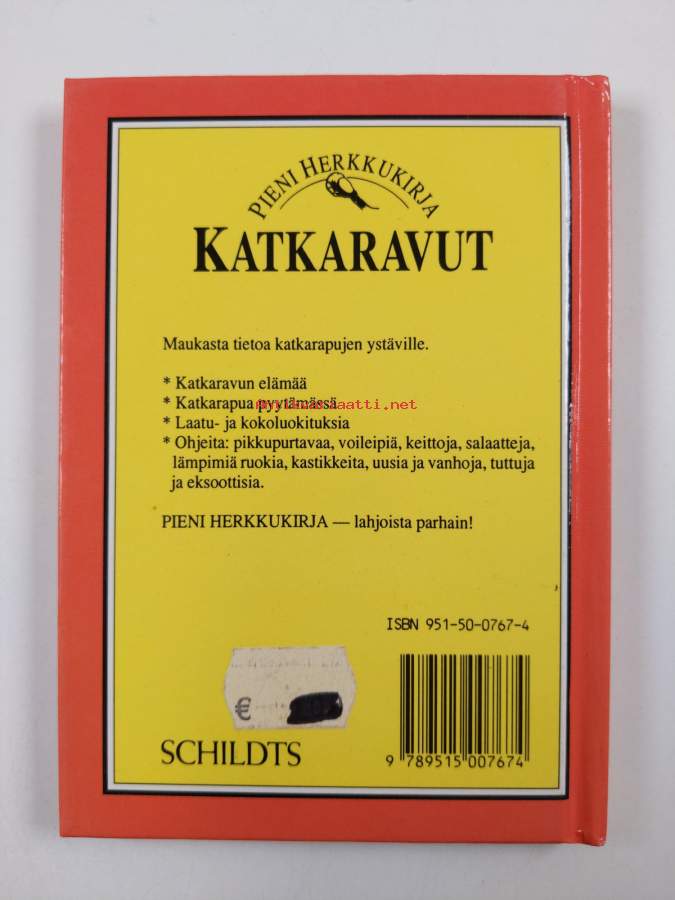 PIENI HERKKUKIRJA
KATKARAVUT
Maukasta tietoa katkarapujen ystäville.
* Katkaravun elämää
* Katkarapua pyytämässä
* Laatu- ja kokoluokituksia
* Ohjeita: pikkupurtavaa, voileipiä, keittoja, salaatteja,
lämpimiä ruokia, kastikkeita, uusia ja vanhoja, tuttuja
ja eksoottisia.
PIENI HERKKUKIRJA — lahjoista parhain!
ISBN 951-50-0767-4
€
SCHILDTS
9 789515 007674